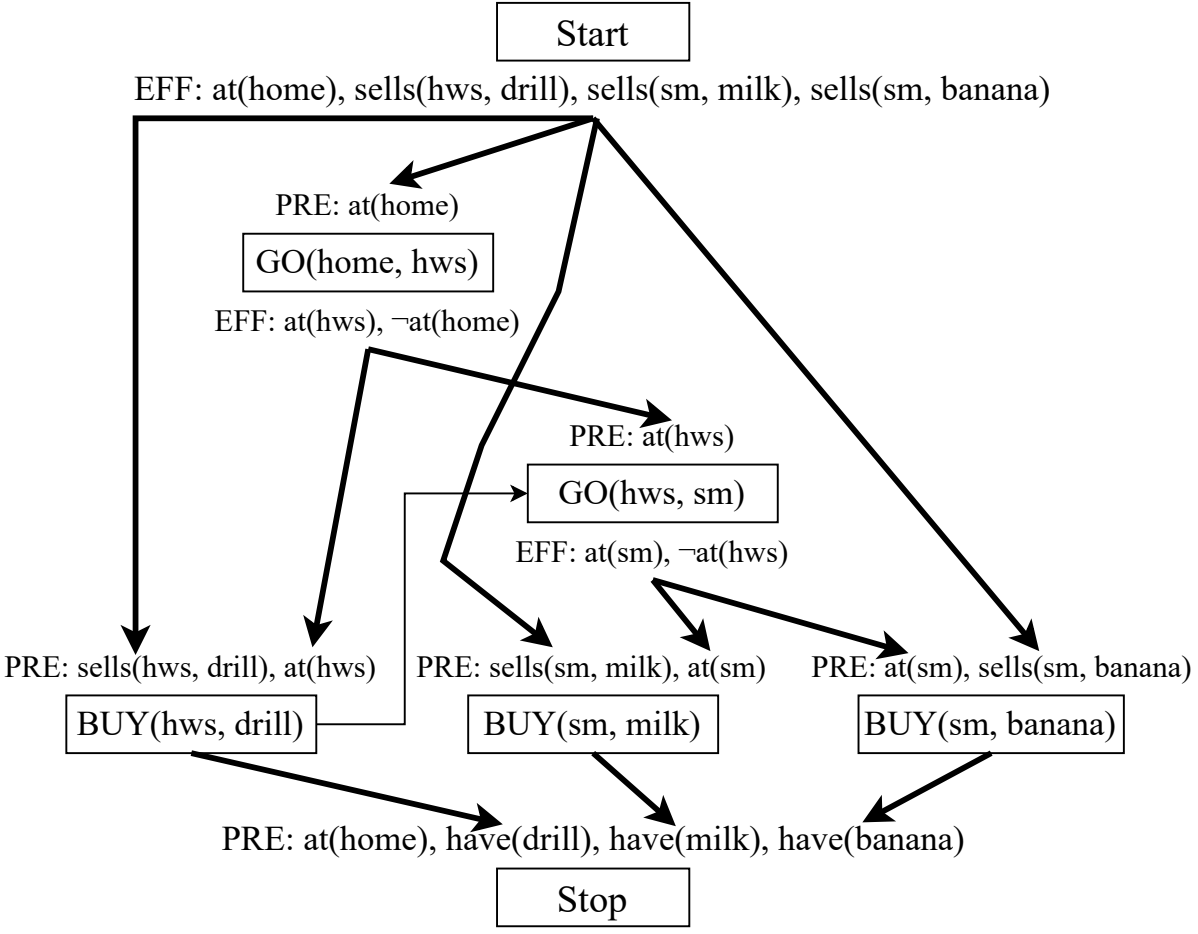 Start
EFF: at(home), sells(hws, drill), sells(sm, milk), sells(sm, banana)
PRE: at(home)
GO(home, hws)
EFF: at(hws), ¬at(home)
PRE: at(hws)
GO(hws, sm)
EFF: at(sm), ¬at(hws)
PRE: sells(hws, drill), at(hws)
BUY(hws, drill)
PRE: sells(sm, milk), at(sm)
BUY(sm, milk)
PRE: at(sm), sells(sm, banana)
BUY(sm, banana)
PRE: at(home), have(drill), have(milk), have(banana)
Stop